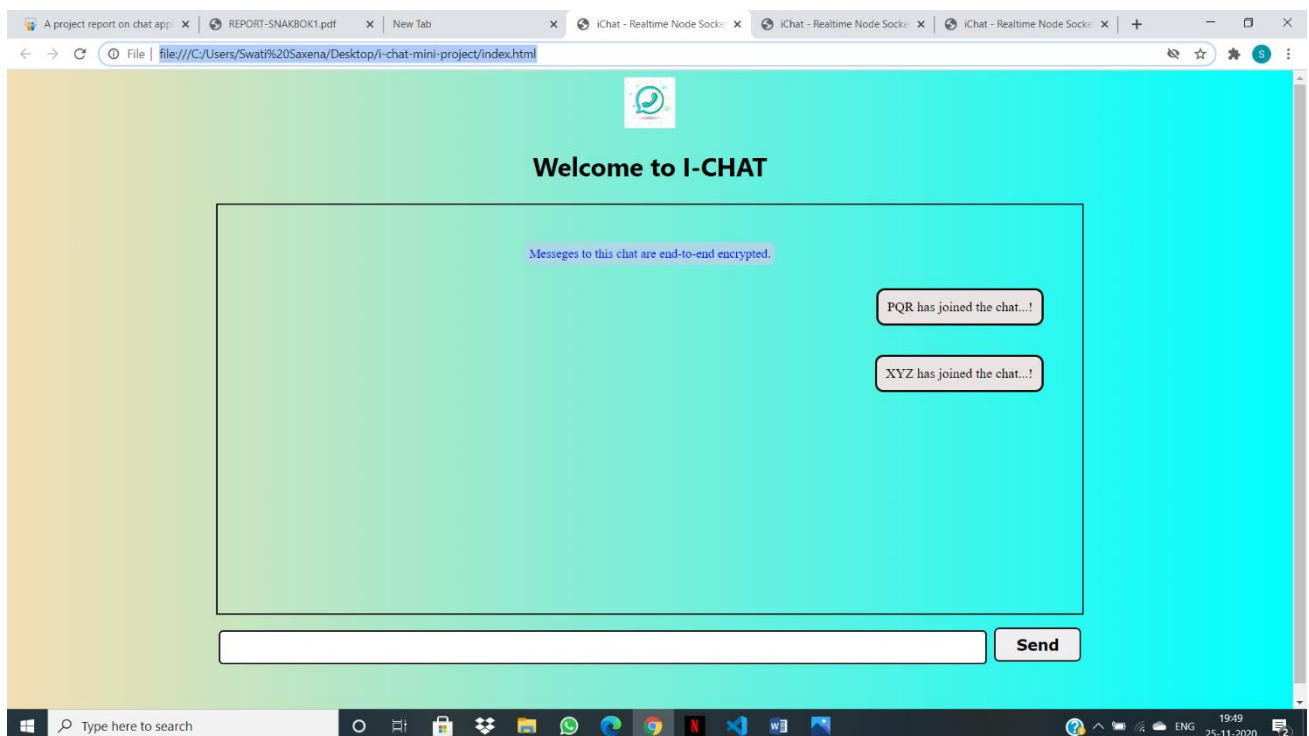 A project report on chat appl
REPORT-SNAKBOK1.pdf
New Tab
iChat - Realtime Node Socke
iChat - Realtime Node Socke
iChat - Realtime Node Socke
File | file:///C:/Users/Swati%20Saxena/Desktop/i-chat-mini-project/index.html
S
Welcome to I-CHAT
Messeges to this chat are end-to-end encrypted.
PQR has joined the chat...!
XYZ has joined the chat...!
Send
Type here to search
N
W
ENG
19:49
25-11-2020
2